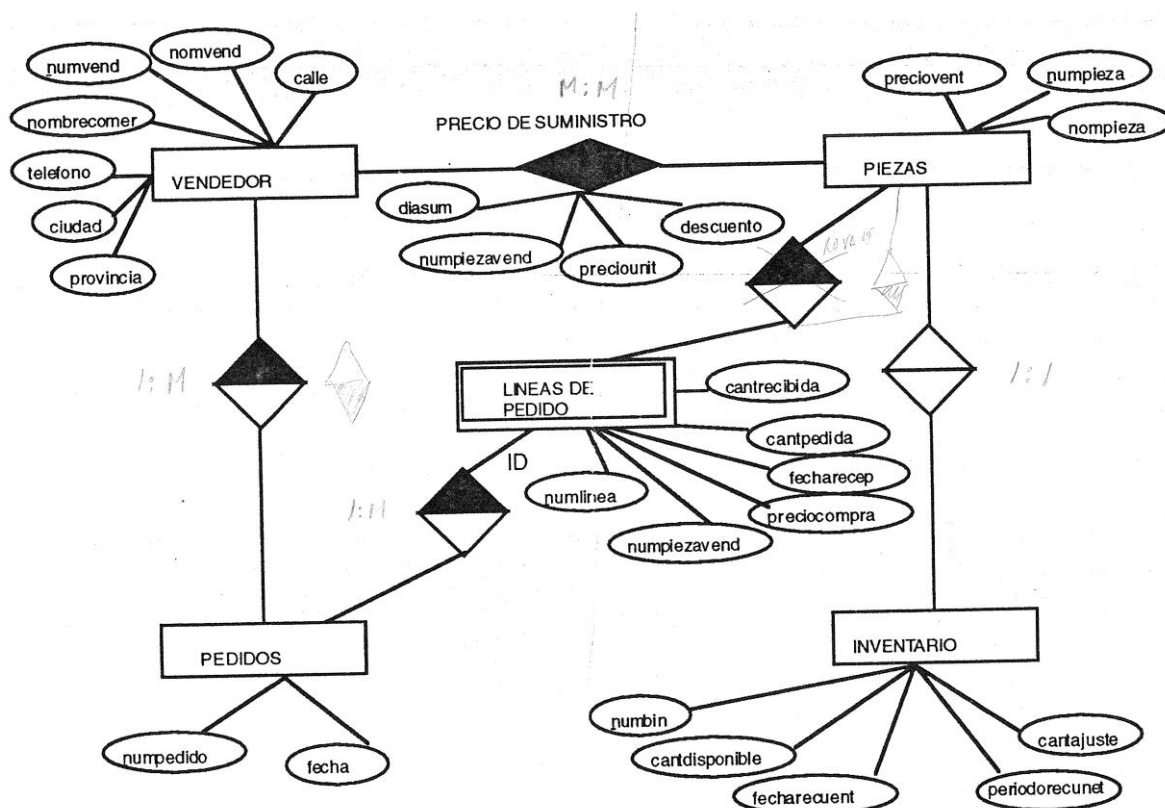 nomvend
numvend
calle
nombrecomer
telefono
ciudad
provincia
VENDEDOR
M:M
PRECIO DE SUMINISTRO
diasum
numpiezavend
preciounit
descuento
preciovent
numpieza
nompieza
PIEZAS
1:M
LINEAS DE
PEDIDO
cantrecibida
cantpedida
fecharecep
preciocompra
numpiezavend
numlinea
ID
1:M
1:1
PEDIDOS
numpedido
fecha
INVENTARIO
numbin
cantdisponible
fecharecuent
periodorecunet
cantajuste